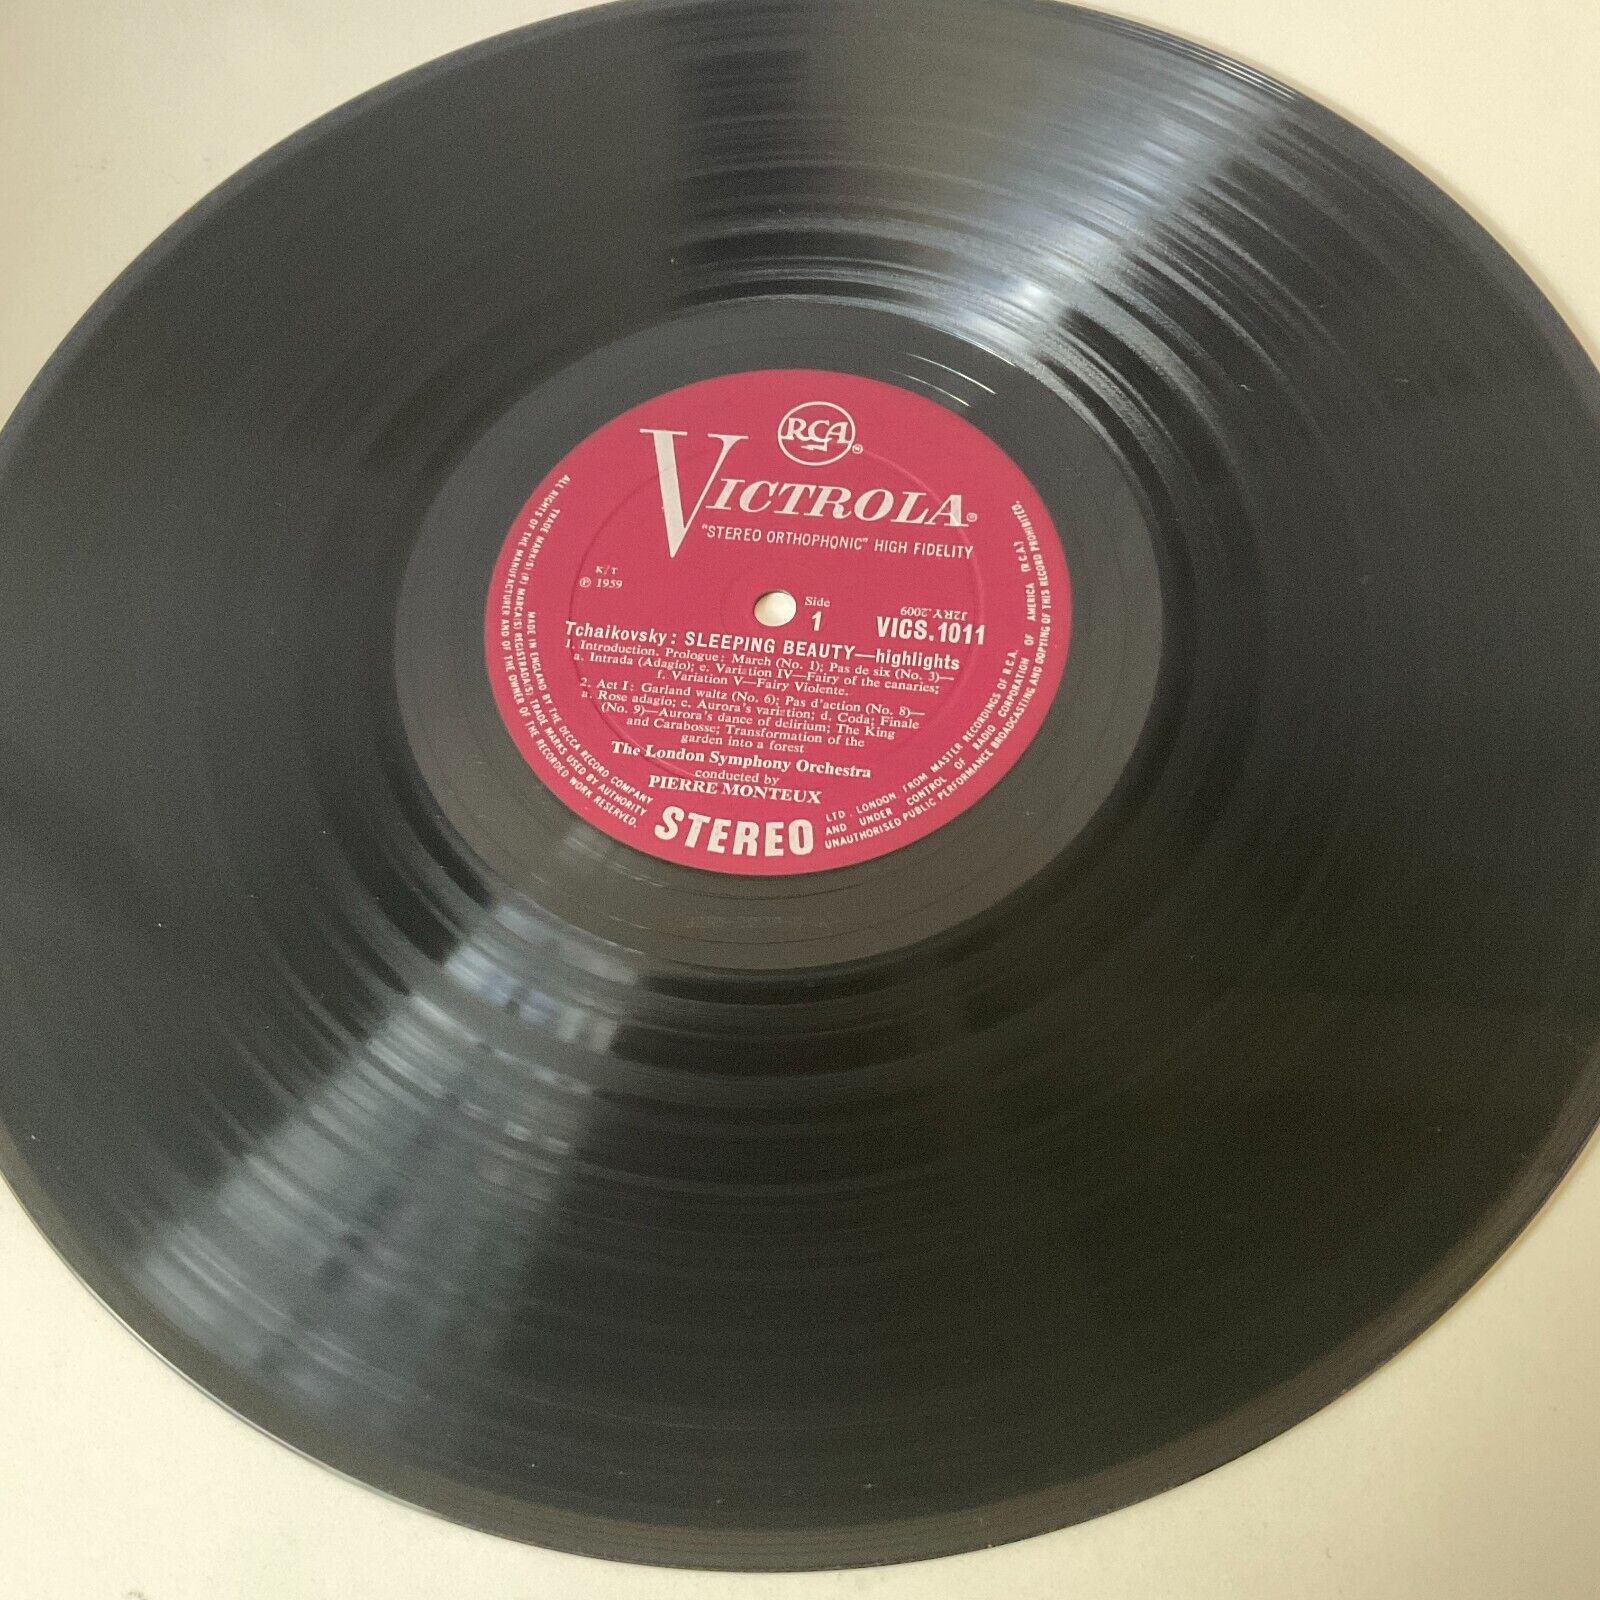 RCA
VICTROLA
"STEREO ORTHOPHONIC" HIGH FIDELITY
K/T
℗ 1959
Side
1
J2RY.2009
VICS.1011
Tchaikovsky: SLEEPING BEAUTY—highlights
1. Introduction. Prologue: March (No. 1); Pas de six (No. 3)—
a. Intrada (Adagio); e. Variation IV—Fairy of the canaries;
f. Variation V—Fairy Violente.
2. Act I: Garland waltz (No. 6); Pas d'action (No. 8)—
a. Rose adagio; c. Aurora's variation; d. Coda; Finale
(No. 9)—Aurora's dance of delirium; The King
and Carabosse; Transformation of the
garden into a forest
The London Symphony Orchestra
conducted by
PIERRE MONTEUX
STEREO
MADE IN ENGLAND BY THE DECCA RECORD COMPANY LTD. LONDON FROM MASTER RECORDINGS OF R.C.A.
TRADE MARK/S) (R) MARCA(S) REGISTRADA(S) TRADE MARKS USED BY AUTHORITY AND UNDER CONTROL OF RADIO CORPORATION OF AMERICA (R.C.A.)
ALL RIGHTS OF THE MANUFACTURER AND OF THE OWNER OF THE RECORDED WORK RESERVED. UNAUTHORISED PUBLIC PERFORMANCE BROADCASTING AND COPYING OF THIS RECORD PROHIBITED.